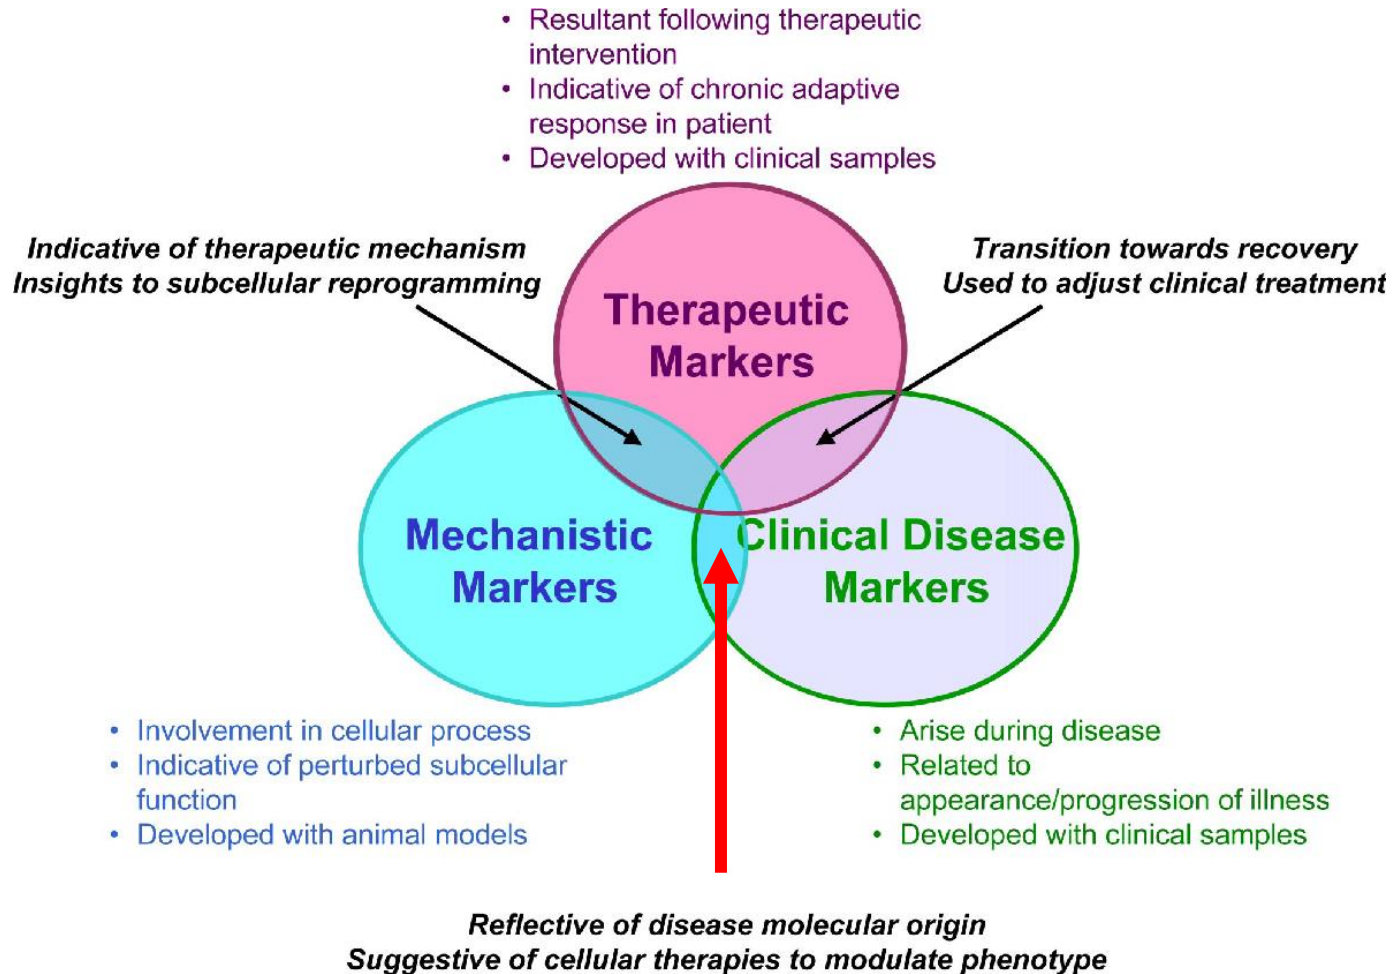 • Resultant following therapeutic
intervention
• Indicative of chronic adaptive
response in patient
• Developed with clinical samples
Indicative of therapeutic mechanism
Insights to subcellular reprogramming
Transition towards recovery
Used to adjust clinical treatment
Therapeutic
Markers
Mechanistic
Markers
Clinical Disease
Markers
• Involvement in cellular process
• Indicative of perturbed subcellular
function
• Developed with animal models
• Arise during disease
• Related to
appearance/progression of illness
• Developed with clinical samples
Reflective of disease molecular origin
Suggestive of cellular therapies to modulate phenotype